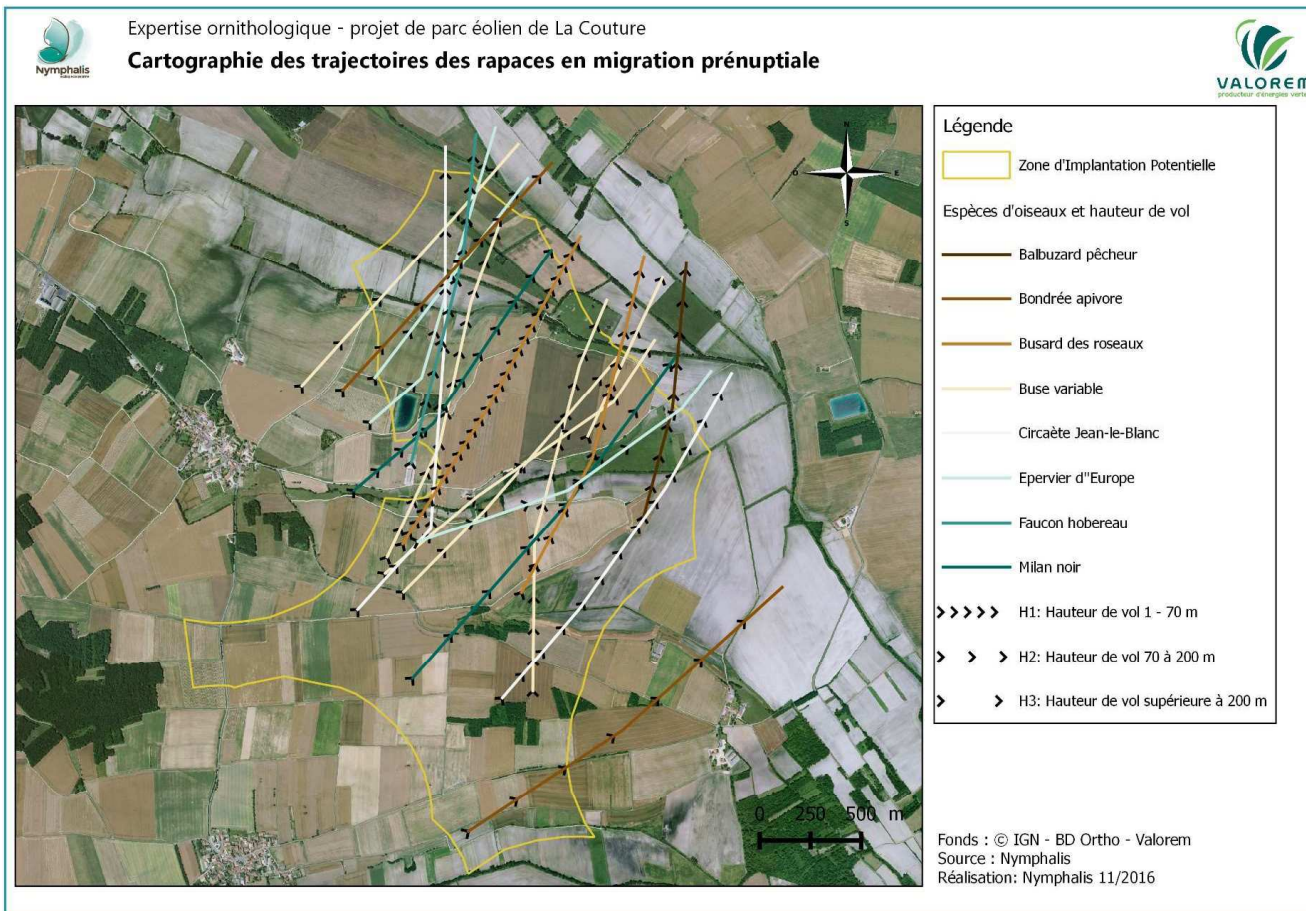 Nymphalis
Expertise ornithologique - projet de parc éolien de La Couture
Cartographie des trajectoires des rapaces en migration prénuptiale
VALOREM
producteur d'énergies vertes
N
O
E
S
0 250 500 m
Légende
Zone d'Implantation Potentielle
Espèces d'oiseaux et hauteur de vol
Balbuzard pêcheur
Bondrée apivore
Busard des roseaux
Buse variable
Circaète Jean-le-Blanc
Epervier d''Europe
Faucon hobereau
Milan noir
H1: Hauteur de vol 1 - 70 m
H2: Hauteur de vol 70 à 200 m
H3: Hauteur de vol supérieure à 200 m
Fonds : © IGN - BD Ortho - Valorem
Source : Nymphalis
Réalisation: Nymphalis 11/2016